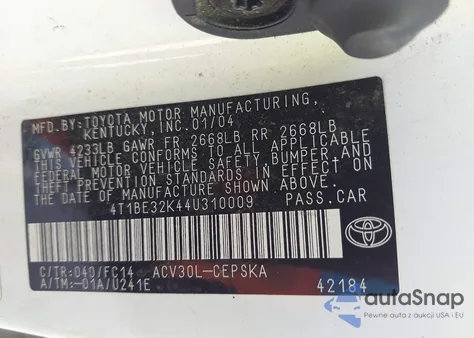 MFD.BY:TOYOTA MOTOR MANUFACTURING,
KENTUCKY, INC. 01/04
GVWR 4233LB GAWR FR 2668LB RR 2668LB
THIS VEHICLE CONFORMS TO ALL APPLICABLE
FEDERAL MOTOR VEHICLE SAFETY, BUMPER AND
THEFT PREVENTION STANDARDS IN EFFECT ON
THE DATE OF MANUFACTURE SHOWN ABOVE.
4T1BE32K44U310009 PASS.CAR
C/TR:040/FC14 ACV30L-CEPSKA
A/TM:-01A/U241E 42184
TOYOTA
autaSnap
Pewne auta z aukcji USA i EU